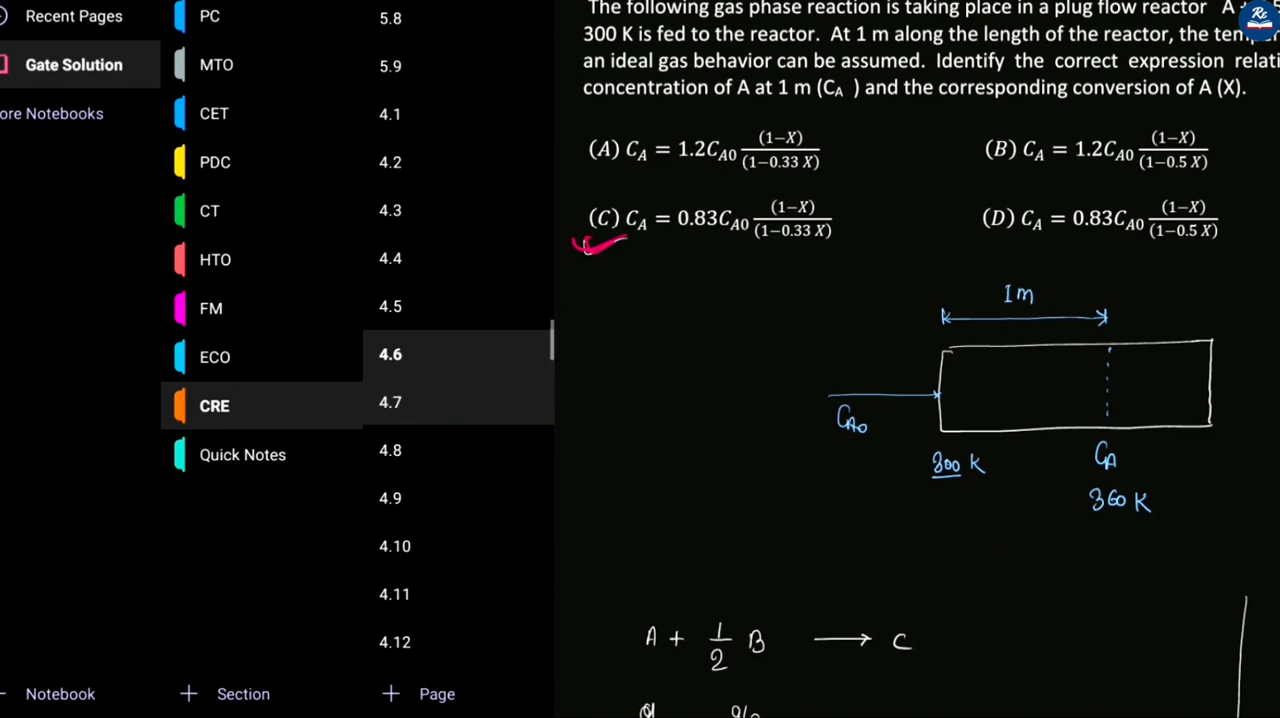 Recent Pages
Gate Solution
ore Notebooks
Notebook
PC
MTO
CET
PDC
CT
HTO
FM
ECO
CRE
Quick Notes
+ Section
5.8
5.9
4.1
4.2
4.3
4.4
4.5
4.6
4.7
4.8
4.9
4.10
4.11
4.12
+ Page
The following gas phase reaction is taking place in a plug flow reactor A
300 K is fed to the reactor. At 1 m along the length of the reactor, the
an ideal gas behavior can be assumed. Identify the correct expression
concentration of A at 1 m (CA ) and the corresponding conversion of A (X).
(A) CA = 1.2CA0 (1−X)/(1−0.33 X) (B) CA = 1.2CA0 (1−X)/(1−0.5 X)
(C) CA = 0.83CA0 (1−X)/(1−0.33 X) (D) CA = 0.83CA0 (1−X)/(1−0.5 X)
1m
CA0
300 K
CA
360 K
A + 1/2 B → C
Re